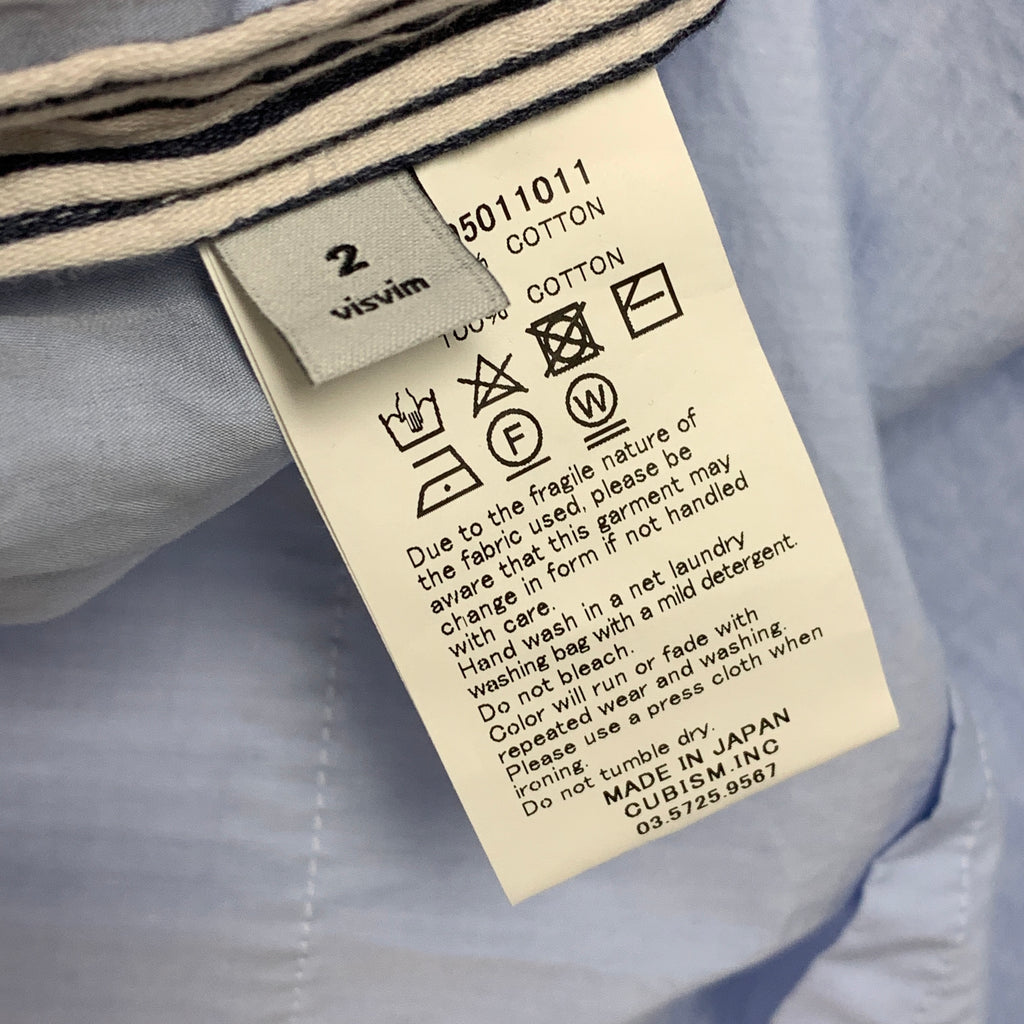 2
visvim
5011011
% COTTON
100% COTTON
F
W
Due to the fragile nature of
the fabric used, please be
aware that this garment may
change in form if not handled
with care.
Hand wash in a net laundry
washing bag with a mild detergent.
Do not bleach.
Color will run or fade with
repeated wear and washing.
Please use a press cloth when
ironing.
Do not tumble dry.
MADE IN JAPAN
CUBISM.INC
03.5725.9567